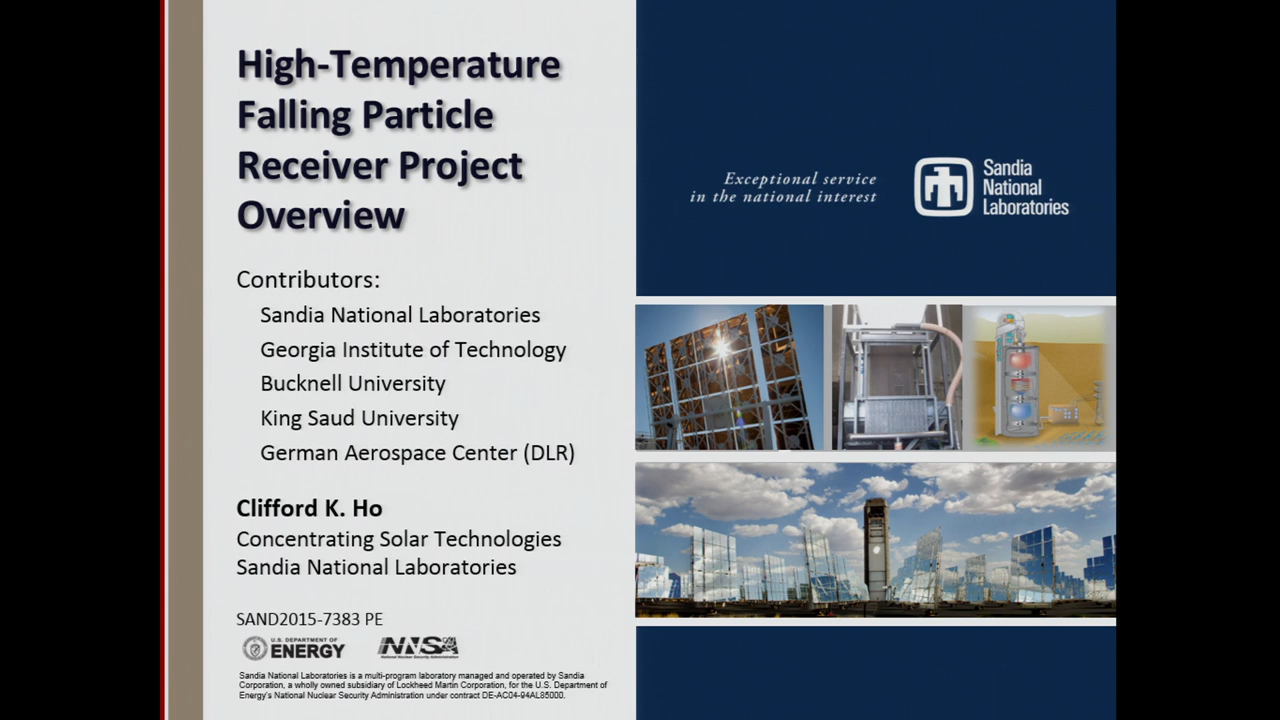 High-Temperature
Falling Particle
Receiver Project
Overview
Contributors:
Sandia National Laboratories
Georgia Institute of Technology
Bucknell University
King Saud University
German Aerospace Center (DLR)
Clifford K. Ho
Concentrating Solar Technologies
Sandia National Laboratories
SAND2015-7383 PE
U.S. DEPARTMENT OF
ENERGY
NNSA
National Nuclear Security Administration
Sandia National Laboratories is a multi-program laboratory managed and operated by Sandia
Corporation, a wholly owned subsidiary of Lockheed Martin Corporation, for the U.S. Department of
Energy's National Nuclear Security Administration under contract DE-AC04-94AL85000.
Exceptional service
in the national interest
Sandia
National
Laboratories